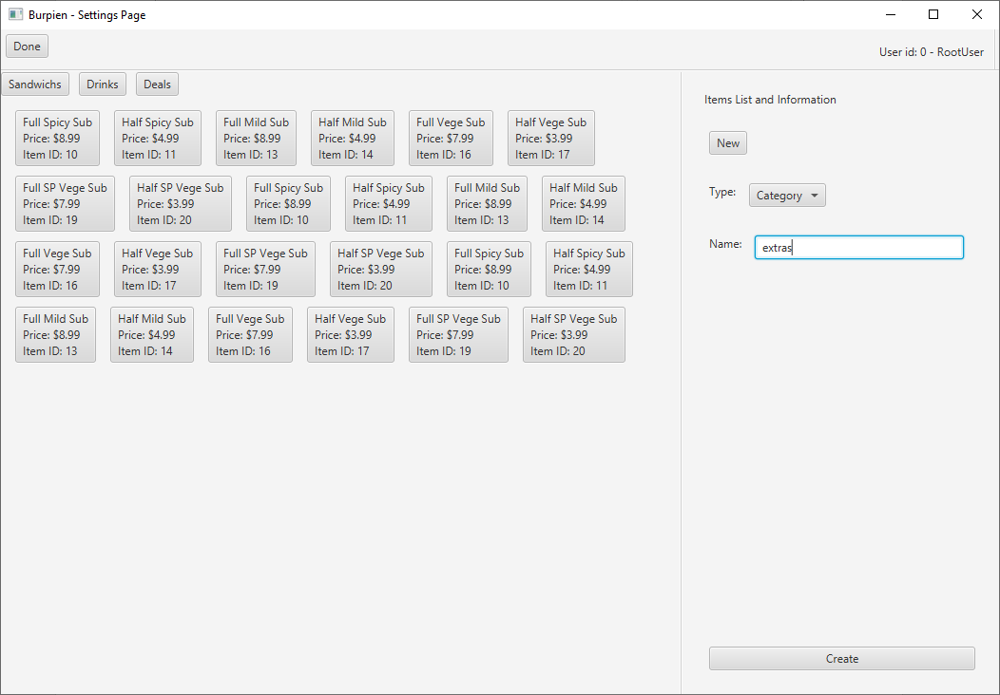 Burpien - Settings Page
Done
User id: 0 - RootUser
Sandwichs Drinks Deals
Full Spicy Sub Half Spicy Sub Full Mild Sub Half Mild Sub Full Vege Sub Half Vege Sub
Price: $8.99 Price: $4.99 Price: $8.99 Price: $4.99 Price: $7.99 Price: $3.99
Item ID: 10 Item ID: 11 Item ID: 13 Item ID: 14 Item ID: 16 Item ID: 17
Full SP Vege Sub Half SP Vege Sub Full Spicy Sub Half Spicy Sub Full Mild Sub Half Mild Sub
Price: $7.99 Price: $3.99 Price: $8.99 Price: $4.99 Price: $8.99 Price: $4.99
Item ID: 19 Item ID: 20 Item ID: 10 Item ID: 11 Item ID: 13 Item ID: 14
Full Vege Sub Half Vege Sub Full SP Vege Sub Half SP Vege Sub Full Spicy Sub Half Spicy Sub
Price: $7.99 Price: $3.99 Price: $7.99 Price: $3.99 Price: $8.99 Price: $4.99
Item ID: 16 Item ID: 17 Item ID: 19 Item ID: 20 Item ID: 10 Item ID: 11
Full Mild Sub Half Mild Sub Full Vege Sub Half Vege Sub Full SP Vege Sub Half SP Vege Sub
Price: $8.99 Price: $4.99 Price: $7.99 Price: $3.99 Price: $7.99 Price: $3.99
Item ID: 13 Item ID: 14 Item ID: 16 Item ID: 17 Item ID: 19 Item ID: 20
Items List and Information
New
Type: Category
Name: extras
Create